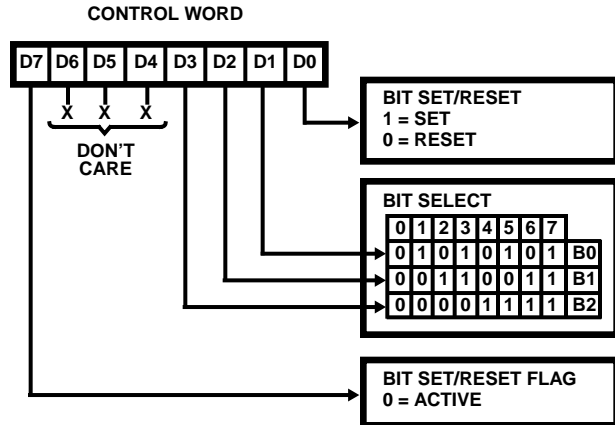 CONTROL WORD
D7 D6 D5 D4 D3 D2 D1 D0
X X X
DON'T
CARE
BIT SET/RESET
1 = SET
0 = RESET
BIT SELECT
0 1 2 3 4 5 6 7
0 1 0 1 0 1 0 1 B0
0 0 1 1 0 0 1 1 B1
0 0 0 0 1 1 1 1 B2
BIT SET/RESET FLAG
0 = ACTIVE